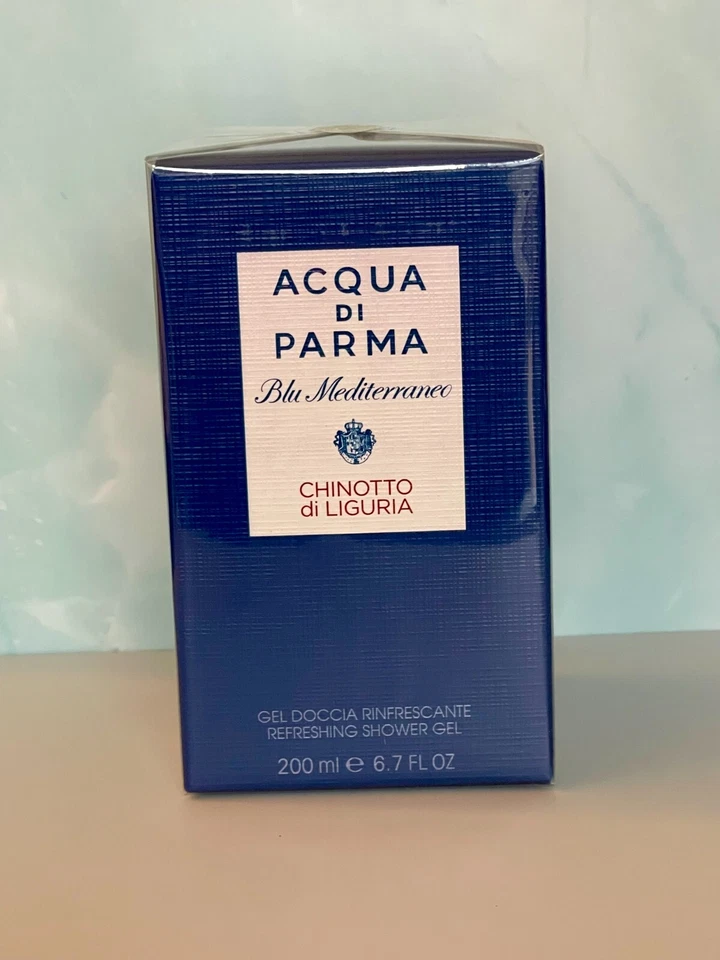 ACQUA
DI
PARMA
Blu Mediterraneo
CHINOTTO
di LIGURIA
GEL DOCCIA RINFRESCANTE
REFRESHING SHOWER GEL
200 ml ℮ 6.7 FL OZ